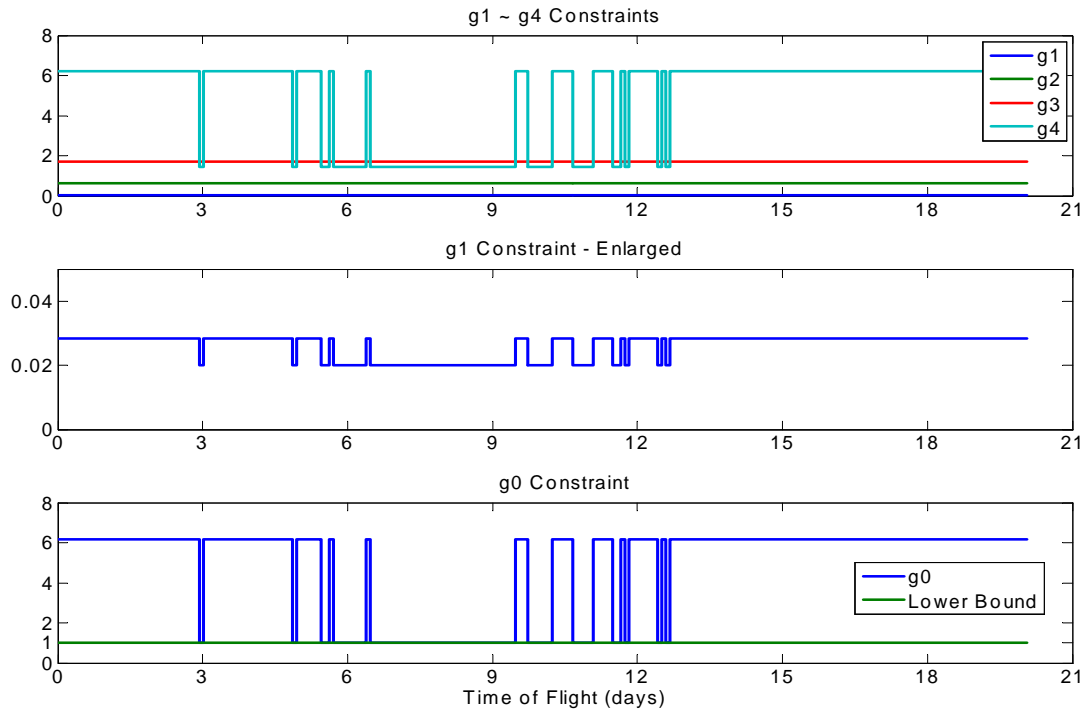 g1 ~ g4 Constraints
8
6
4
2
0
0 3 6 9 12 15 18 21
g1
g2
g3
g4
g1 Constraint - Enlarged
0.04
0.02
0
0 3 6 9 12 15 18 21
g0 Constraint
8
6
4
2
1
0
0 3 6 9 12 15 18 21
g0
Lower Bound
Time of Flight (days)